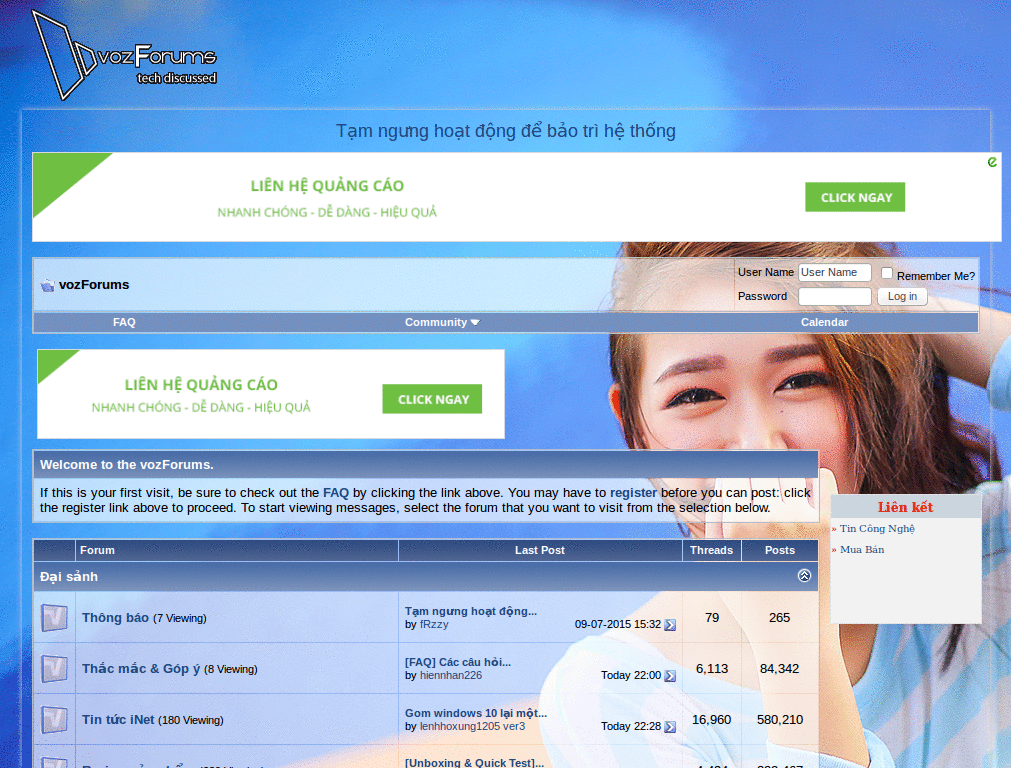 vozForums
tech discussed
Tạm ngưng hoạt động để bảo trì hệ thống
LIÊN HỆ QUẢNG CÁO
NHANH CHÓNG - DỄ DÀNG - HIỆU QUẢ
CLICK NGAY
vozForums
User Name User Name Remember Me?
Password Log in
FAQ Community Calendar
LIÊN HỆ QUẢNG CÁO
NHANH CHÓNG - DỄ DÀNG - HIỆU QUẢ
CLICK NGAY
Welcome to the vozForums.
If this is your first visit, be sure to check out the FAQ by clicking the link above. You may have to register before you can post: click
the register link above to proceed. To start viewing messages, select the forum that you want to visit from the selection below.
Liên kết
» Tin Công Nghệ
» Mua Bán
Forum Last Post Threads Posts
Đại sảnh
Thông báo (7 Viewing)
Tạm ngưng hoạt động...
by fRzzy 09-07-2015 15:32
79 265
Thắc mắc & Góp ý (8 Viewing)
[FAQ] Các câu hỏi...
by hiennhan226 Today 22:00
6,113 84,342
Tin tức iNet (180 Viewing)
Gom windows 10 lại một...
by lenhhoxung1205 ver3 Today 22:28
16,960 580,210
[Unboxing & Quick Test]...